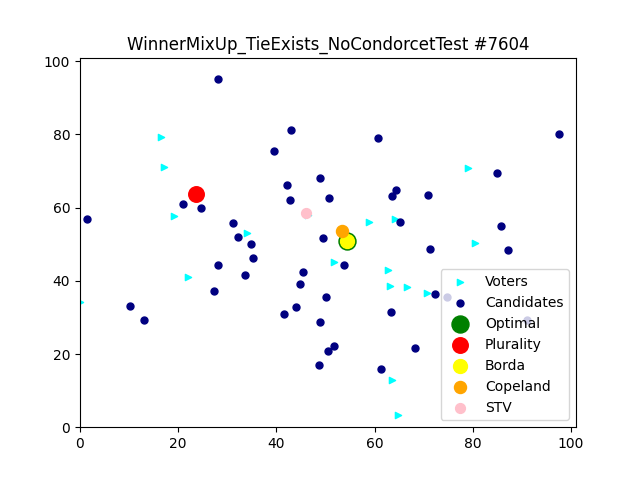 WinnerMixUp_TieExists_NoCondorcetTest #7604
100
80
60
40
20
0
0 20 40 60 80 100
Voters
Candidates
Optimal
Plurality
Borda
Copeland
STV